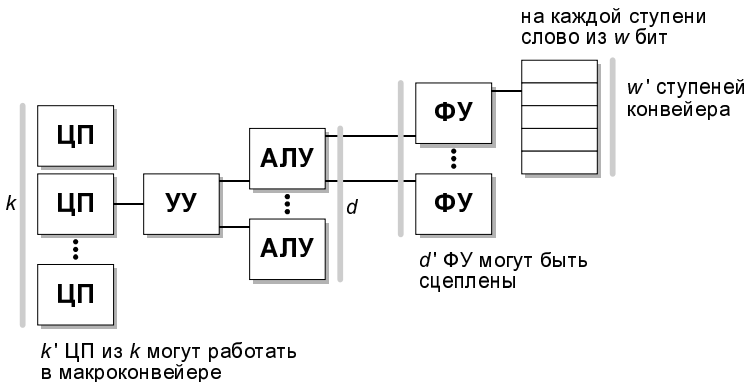 на каждой ступени
слово из w бит
w' ступеней
конвейера
k
ЦП
ЦП
ЦП
УУ
АЛУ
АЛУ
d
ФУ
ФУ
d' ФУ могут быть
сцеплены
k' ЦП из k могут работать
в макроконвейере